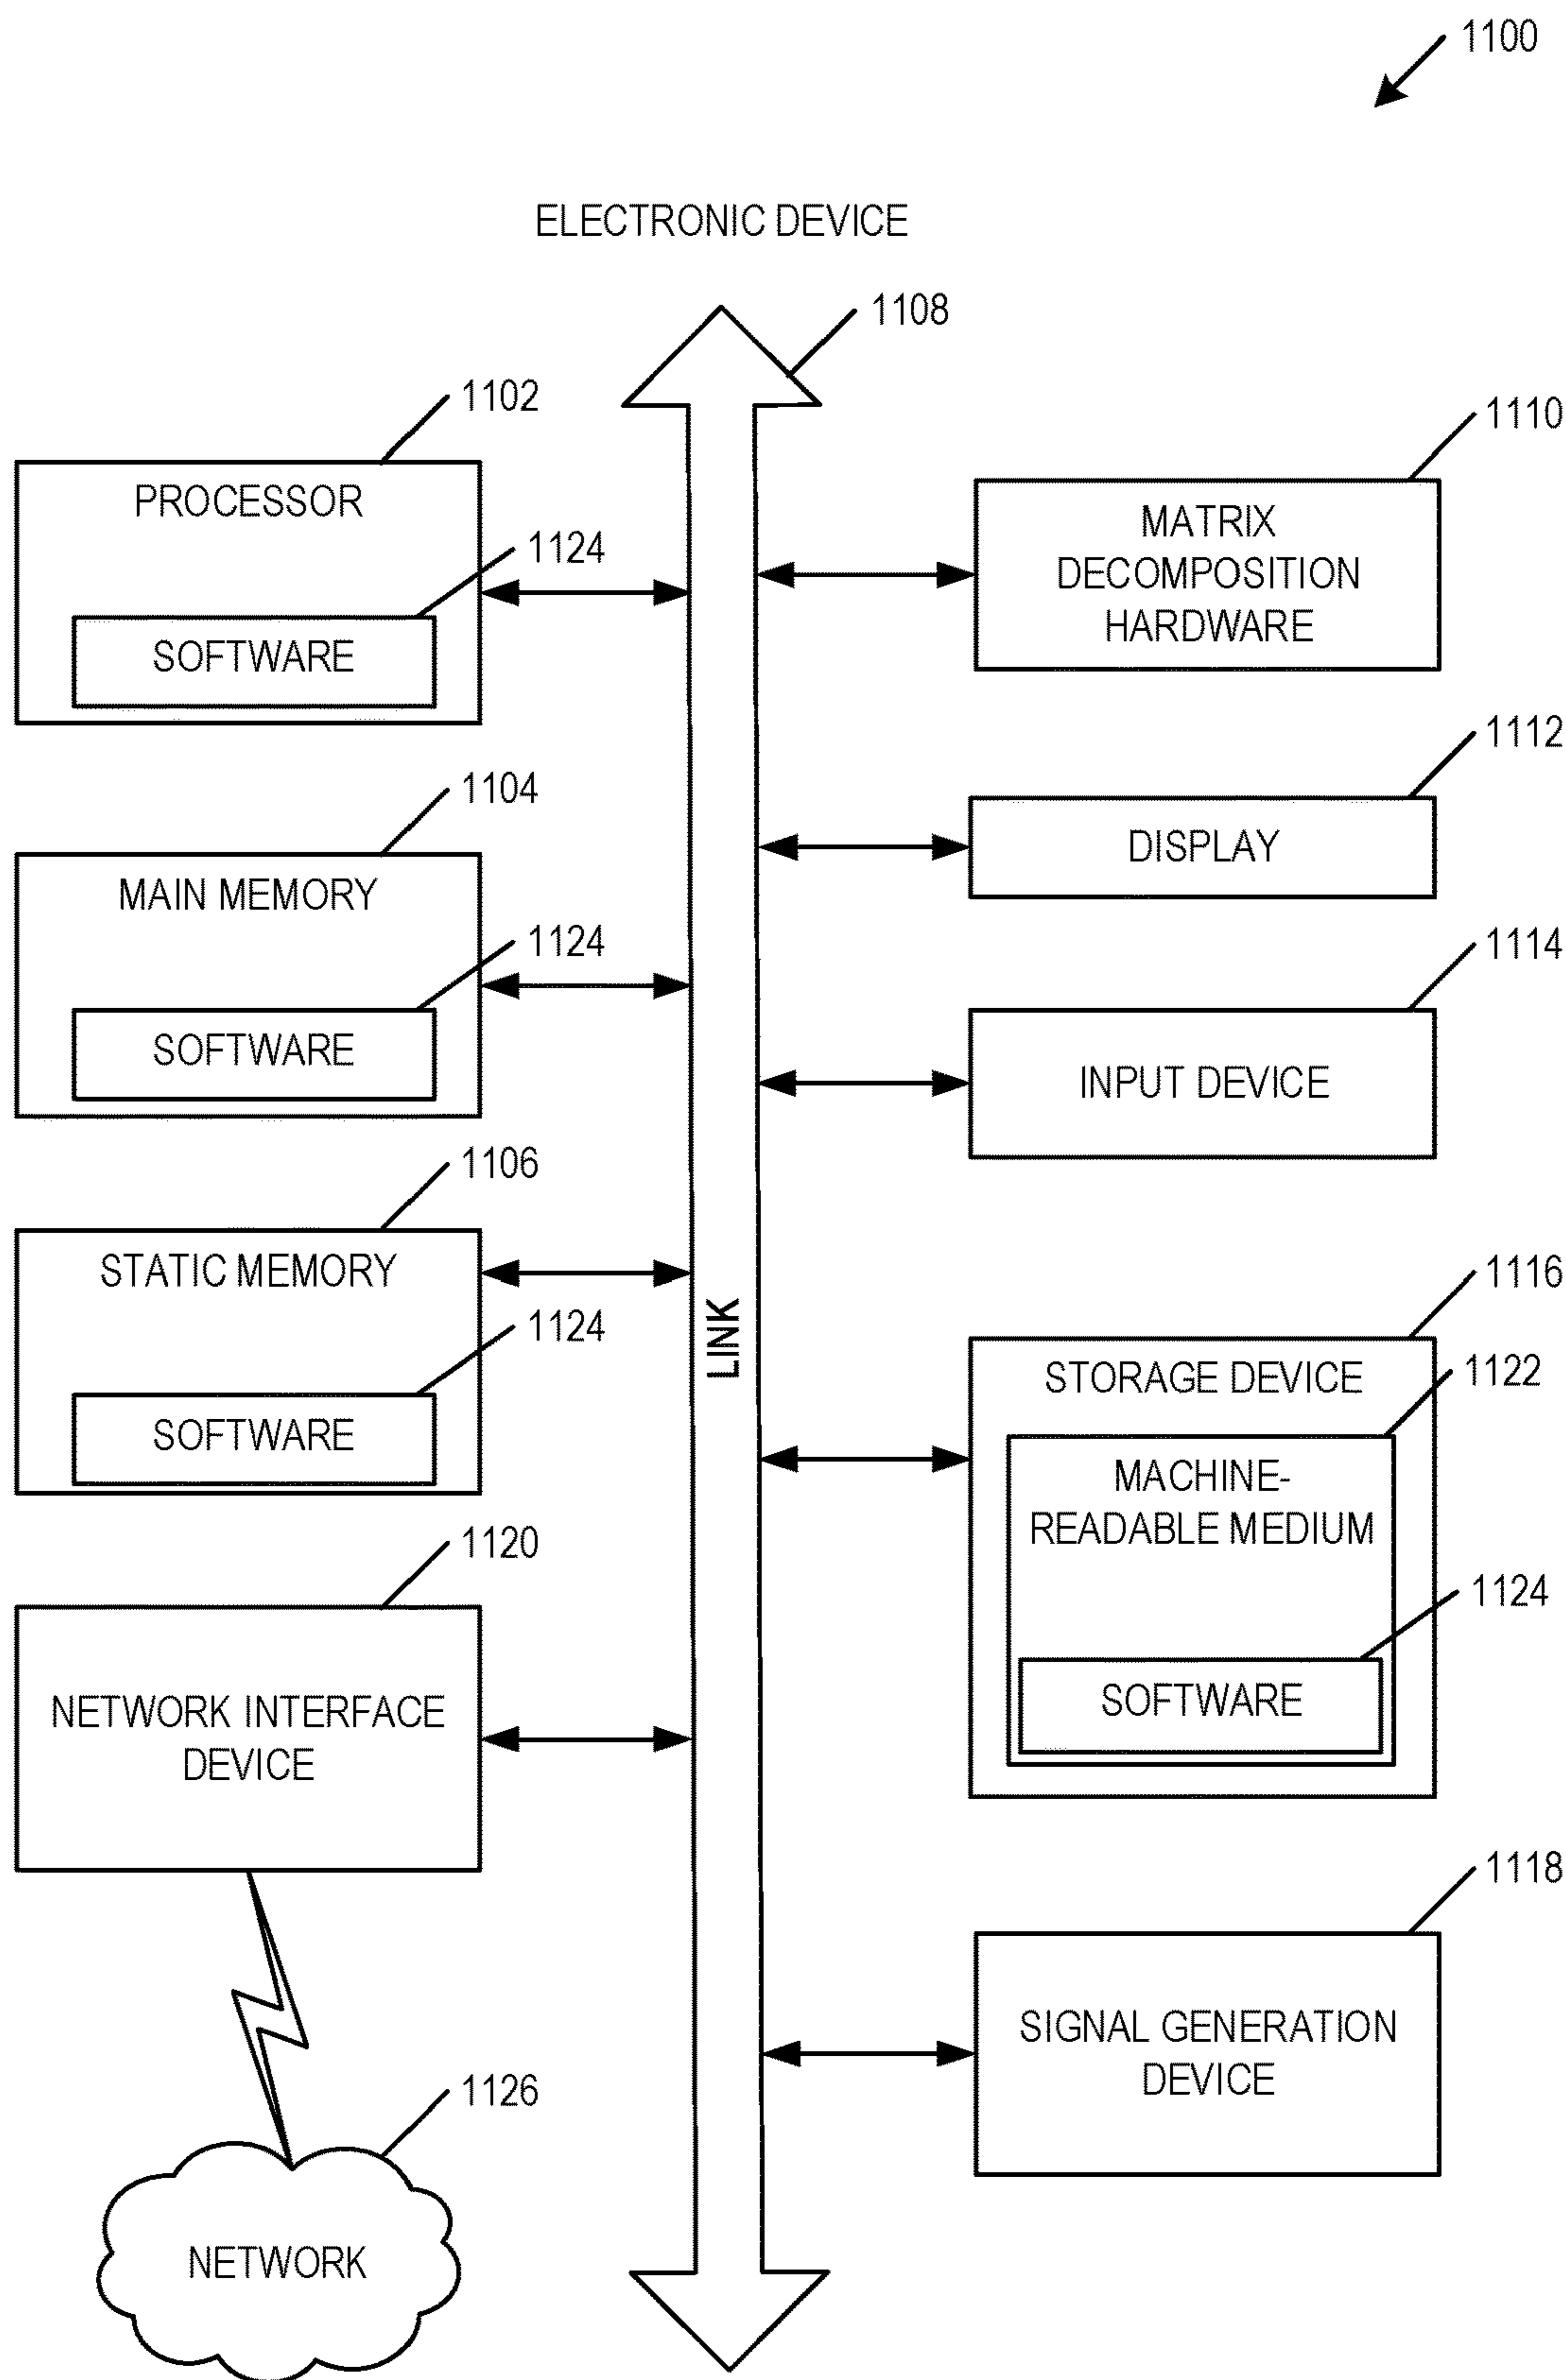 1100
ELECTRONIC DEVICE
1108
1102
PROCESSOR
1124
SOFTWARE
1104
MAIN MEMORY
1124
SOFTWARE
1106
STATIC MEMORY
1124
SOFTWARE
1120
NETWORK INTERFACE
DEVICE
1126
NETWORK
LINK
1110
MATRIX
DECOMPOSITION
HARDWARE
1112
DISPLAY
1114
INPUT DEVICE
1116
STORAGE DEVICE
1122
MACHINE-
READABLE MEDIUM
1124
SOFTWARE
1118
SIGNAL GENERATION
DEVICE